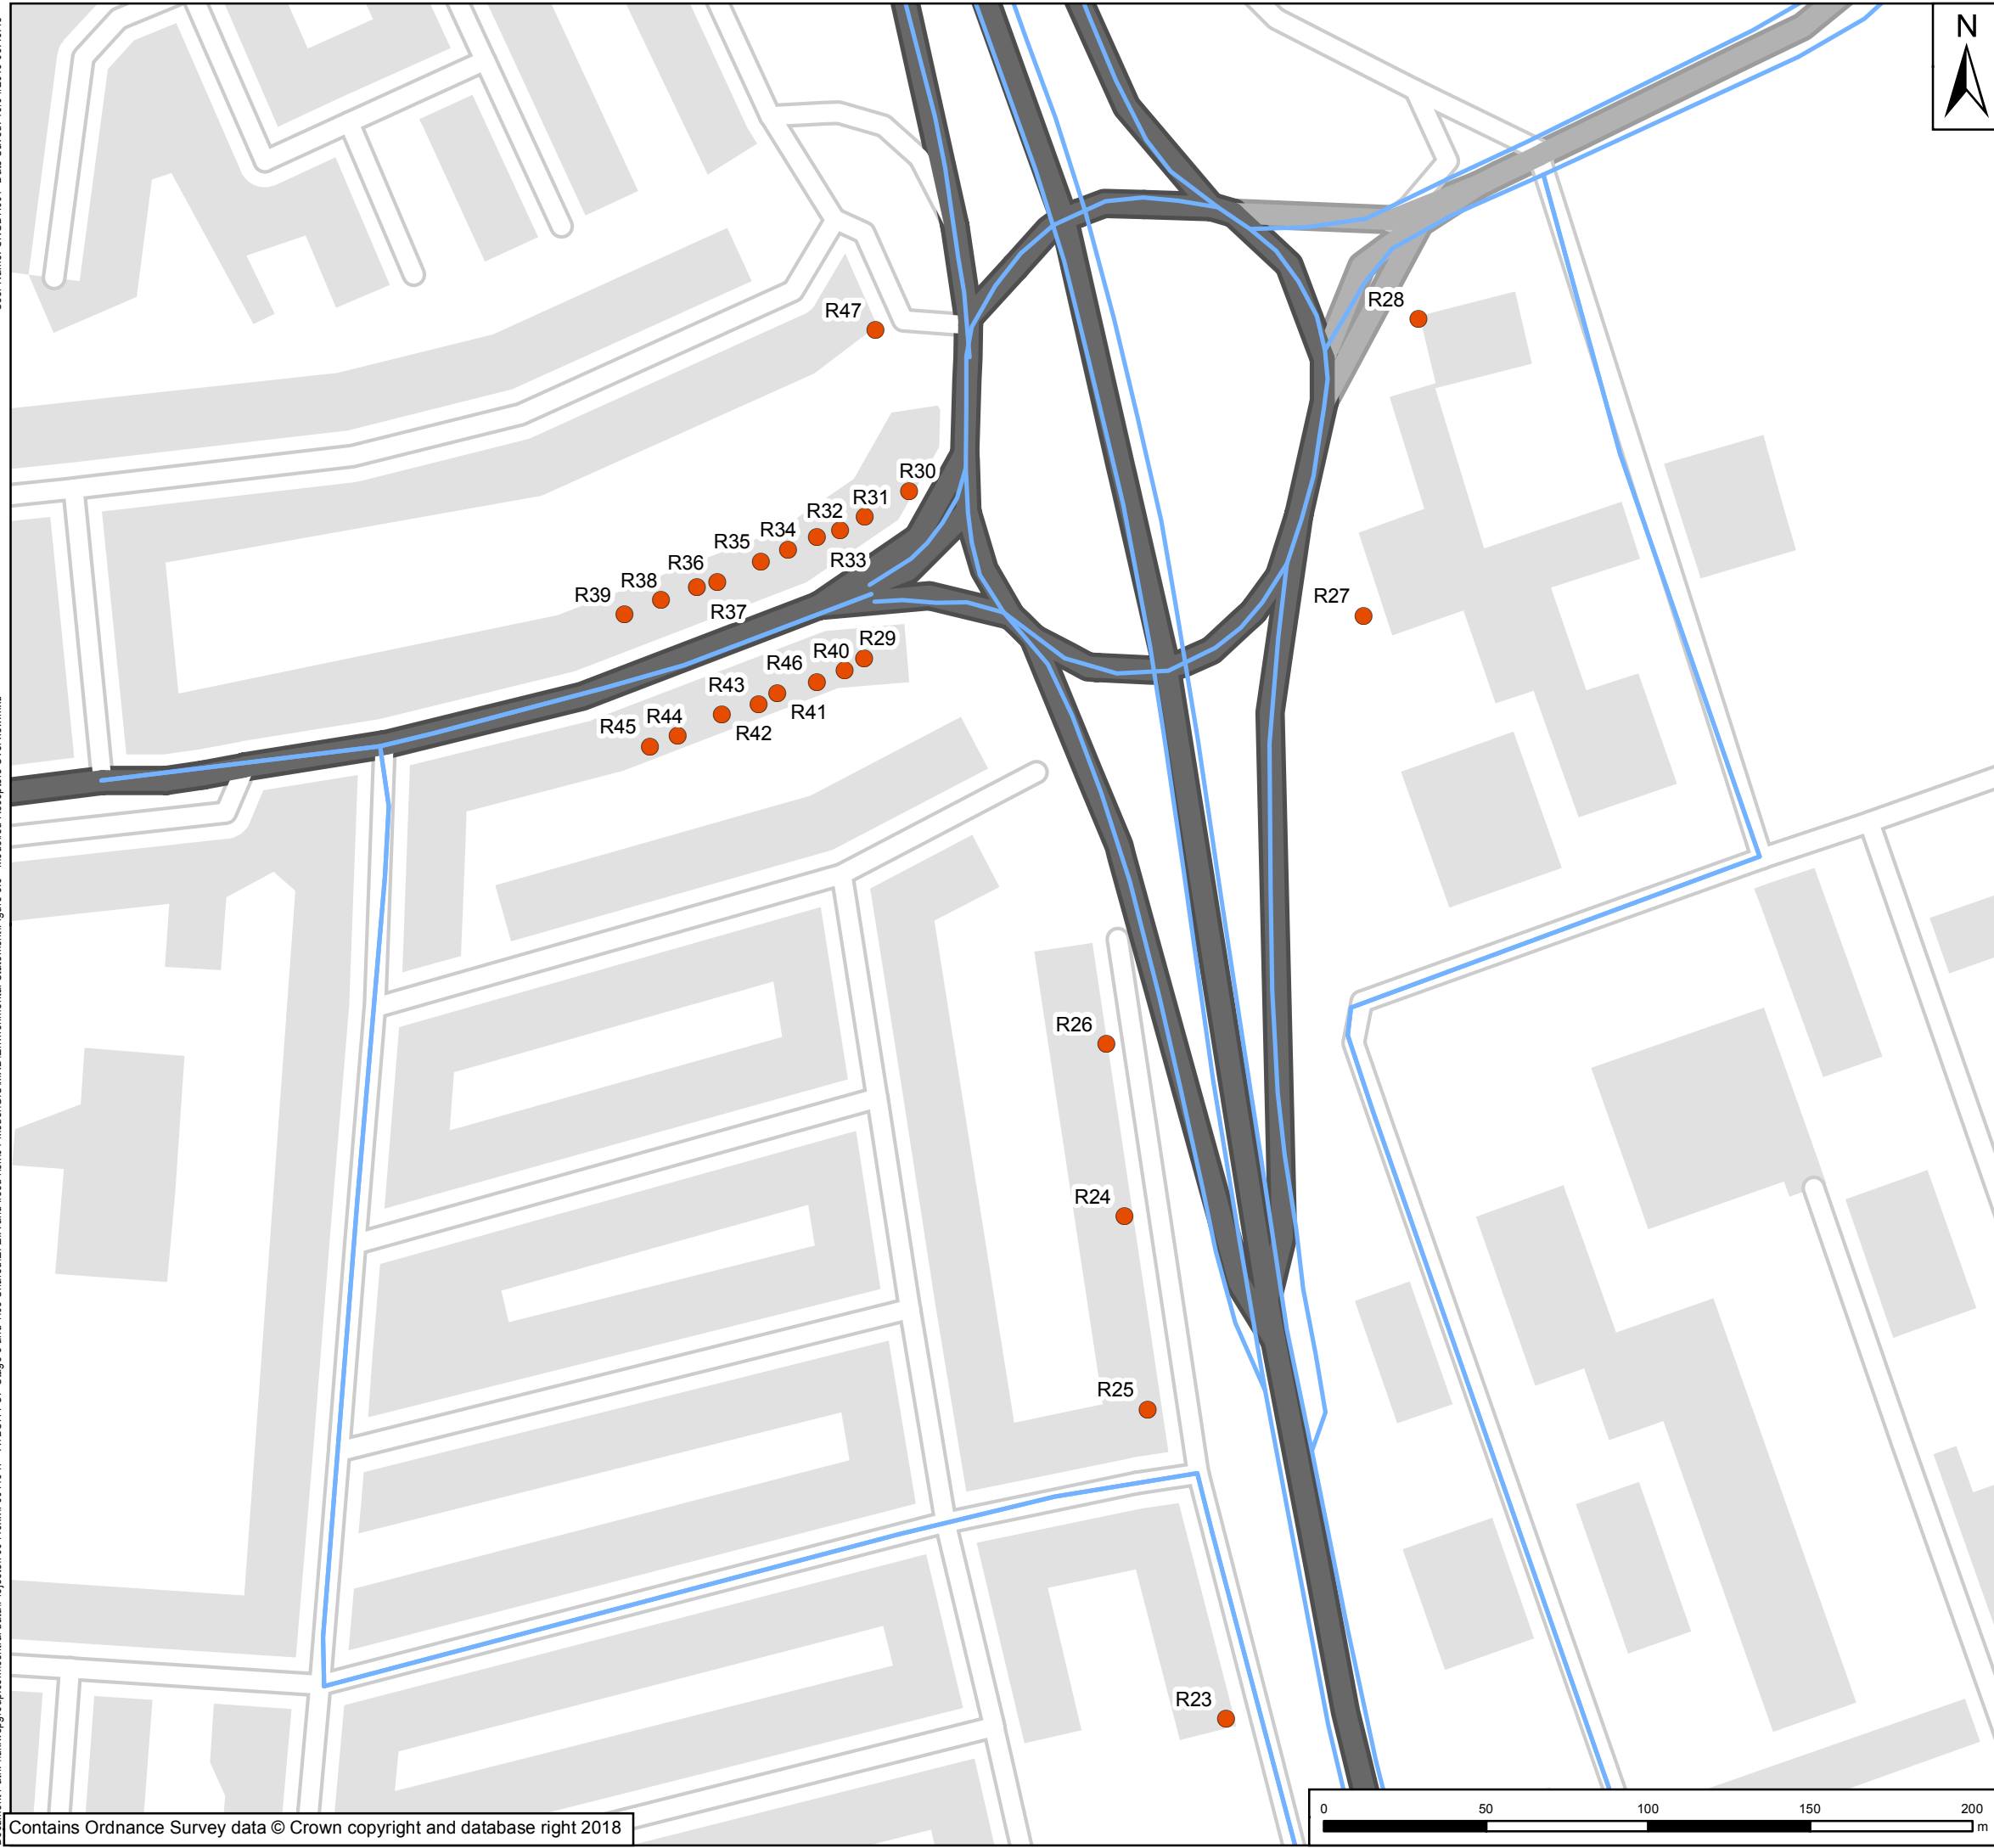 N
R28
R47
R30
R31
R32
R34
R35
R33
R36
R38
R39
R37
R27
R29
R40
R46
R43
R41
R44
R45
R42
R26
R24
R25
R23
0 50 100 150 200
m
Contains Ordnance Survey data © Crown copyright and database right 2018